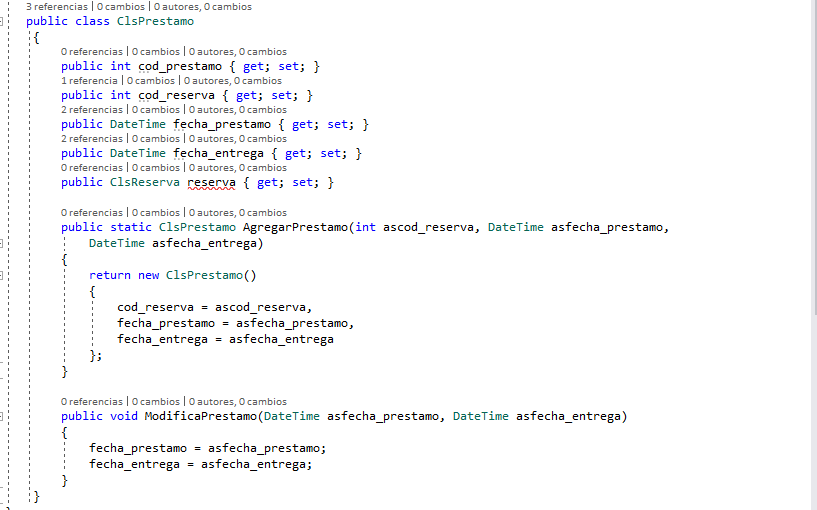 3 referencias | 0 cambios | 0 autores, 0 cambios
public class ClsPrestamo
{
0 referencias | 0 cambios | 0 autores, 0 cambios
public int cod_prestamo { get; set; }
1 referencia | 0 cambios | 0 autores, 0 cambios
public int cod_reserva { get; set; }
2 referencias | 0 cambios | 0 autores, 0 cambios
public DateTime fecha_prestamo { get; set; }
2 referencias | 0 cambios | 0 autores, 0 cambios
public DateTime fecha_entrega { get; set; }
0 referencias | 0 cambios | 0 autores, 0 cambios
public ClsReserva reserva { get; set; }
0 referencias | 0 cambios | 0 autores, 0 cambios
public static ClsPrestamo AgregarPrestamo(int ascod_reserva, DateTime asfecha_prestamo,
DateTime asfecha_entrega)
{
return new ClsPrestamo()
{
cod_reserva = ascod_reserva,
fecha_prestamo = asfecha_prestamo,
fecha_entrega = asfecha_entrega
};
}
0 referencias | 0 cambios | 0 autores, 0 cambios
public void ModificaPrestamo(DateTime asfecha_prestamo, DateTime asfecha_entrega)
{
fecha_prestamo = asfecha_prestamo;
fecha_entrega = asfecha_entrega;
}
}